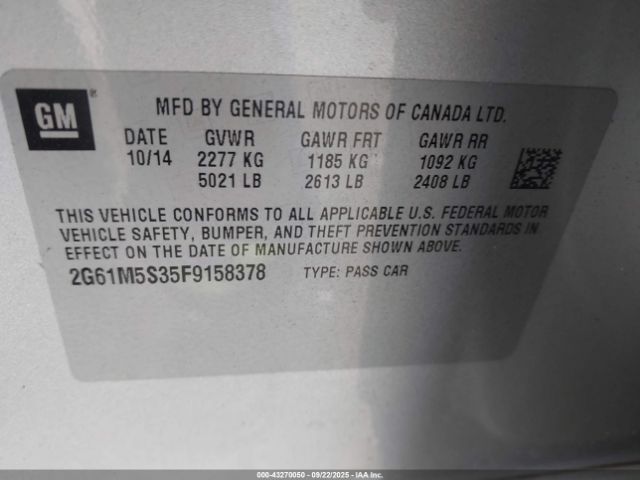 GM
MFD BY GENERAL MOTORS OF CANADA LTD.
DATE GVWR GAWR FRT GAWR RR
10/14 2277 KG 1185 KG 1092 KG
5021 LB 2613 LB 2408 LB
THIS VEHICLE CONFORMS TO ALL APPLICABLE U.S. FEDERAL MOTOR
VEHICLE SAFETY, BUMPER, AND THEFT PREVENTION STANDARDS IN
EFFECT ON THE DATE OF MANUFACTURE SHOWN ABOVE.
2G61M5S35F9158378 TYPE: PASS CAR
000-43270050 - 09/22/2025 - IAA Inc.